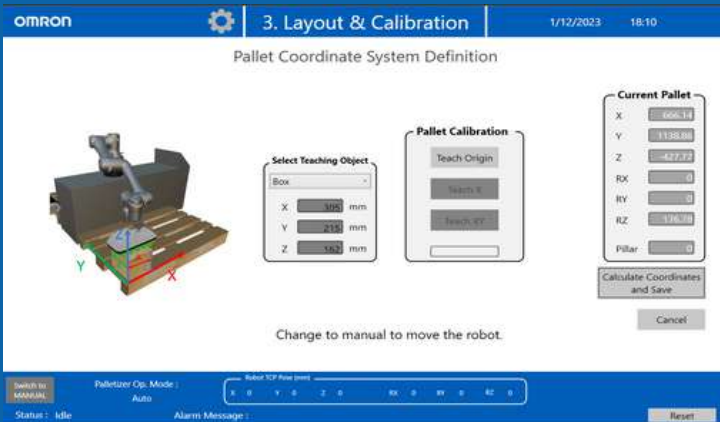 OMRON
3. Layout & Calibration
1/12/2023 18:10
Pallet Coordinate System Definition
Select Teaching Object
Box
X 305 mm
Y 215 mm
Z 162 mm
Pallet Calibration
Teach Origin
Teach X
Teach XY
Current Pallet
X 666.14
Y 1138.86
Z -427.72
RX 0
RY 0
RZ 176.78
Pillar 0
Calculate Coordinates
and Save
Cancel
Z
Y
X
Change to manual to move the robot.
Switch to
MANUAL
Palletizer Op. Mode :
Auto
Robot TCP Pose (mm)
X 0 Y 0 Z 0 RX 0 RY 0 RZ 0
Status : Idle
Alarm Message :
Reset